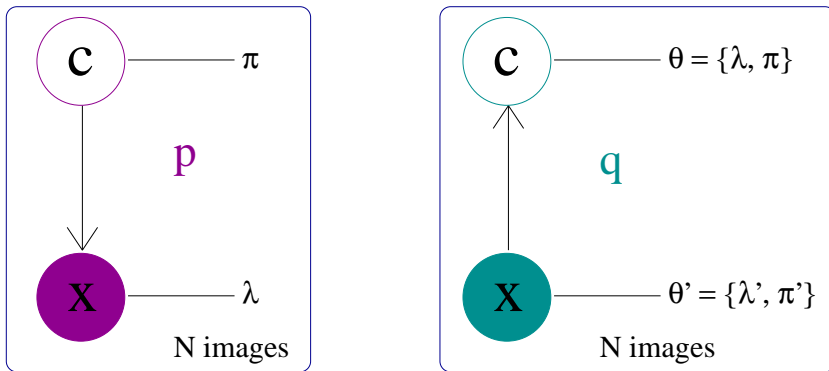 c π
p
x λ
N images
c θ = {λ, π}
q
x θ’ = {λ’, π’}
N images